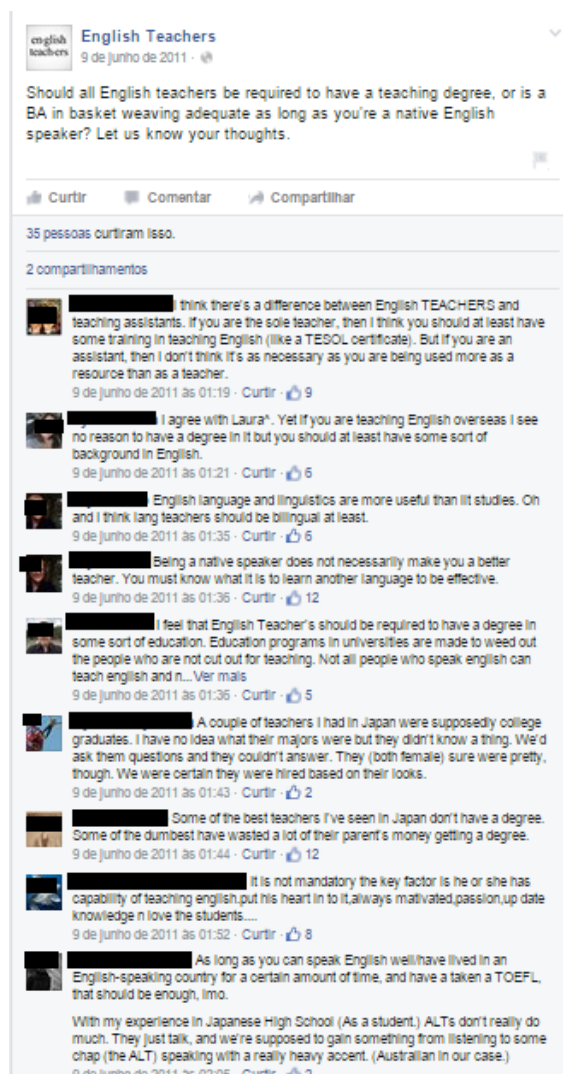 english
teachers
English Teachers
9 de junho de 2011 ·
Should all English teachers be required to have a teaching degree, or is a
BA in basket weaving adequate as long as you're a native English
speaker? Let us know your thoughts.
Curtir Comentar Compartilhar
35 pessoas curtiram isso.
2 compartilhamentos
I think there's a difference between English TEACHERS and
teaching assistants. If you are the sole teacher, then I think you should at least have
some training in teaching English (like a TESOL certificate). But if you are an
assistant, then I don't think it's as necessary as you are being used more as a
resource than as a teacher.
9 de junho de 2011 às 01:19 · Curtir · 9
I agree with Laura^. Yet if you are teaching English overseas I see
no reason to have a degree in it but you should at least have some sort of
background in English.
9 de junho de 2011 às 01:21 · Curtir · 6
English language and linguistics are more useful than lit studies. Oh
and I think lang teachers should be bilingual at least.
9 de junho de 2011 às 01:35 · Curtir · 6
Being a native speaker does not necessarily make you a better
teacher. You must know what it is to learn another language to be effective.
9 de junho de 2011 às 01:36 · Curtir · 12
I feel that English Teacher's should be required to have a degree in
some sort of education. Education programs in universities are made to weed out
the people who are not cut out for teaching. Not all people who speak english can
teach english and n... Ver mais
9 de junho de 2011 às 01:36 · Curtir · 5
A couple of teachers I had in Japan were supposedly college
graduates. I have no idea what their majors were but they didn't know a thing. We'd
ask them questions and they couldn't answer. They (both female) sure were pretty,
though. We were certain they were hired based on their looks.
9 de junho de 2011 às 01:43 · Curtir · 2
Some of the best teachers I've seen in Japan don't have a degree.
Some of the dumbest have wasted a lot of their parent's money getting a degree.
9 de junho de 2011 às 01:44 · Curtir · 12
It is not mandatory the key factor is he or she has
capability of teaching english,put his heart in to it,always mativated,passion,up date
knowledge n love the students....
9 de junho de 2011 às 01:52 · Curtir · 8
As long as you can speak English well/have lived in an
English-speaking country for a certain amount of time, and have a taken a TOEFL,
that should be enough, imo.
With my experience in Japanese High School (As a student.) ALTs don't really do
much. They just talk, and we're supposed to gain something from listening to some
chap (the ALT) speaking with a really heavy accent. (Australian in our case.)
9 de junho de 2011 às 02:05 · Curtir · 2